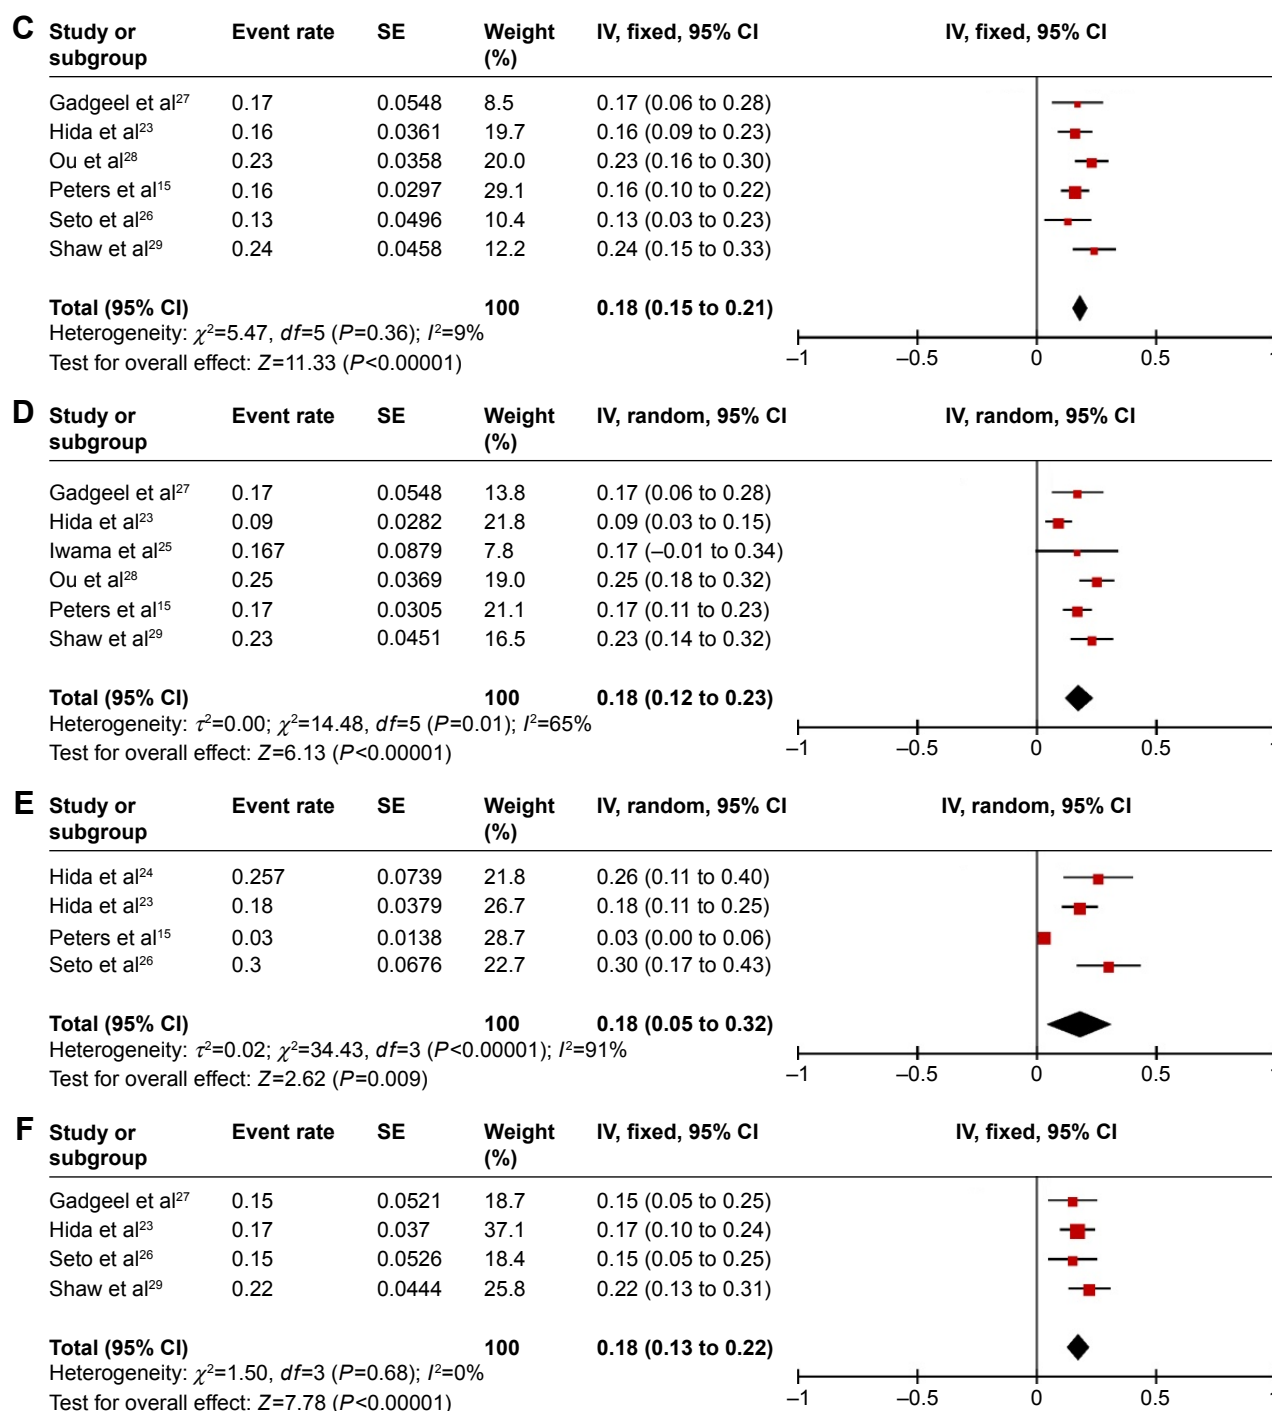 C Study or subgroup Event rate SE Weight (%) IV, fixed, 95% CI IV, fixed, 95% CI
Gadgeel et al27 0.17 0.0548 8.5 0.17 (0.06 to 0.28)
Hida et al23 0.16 0.0361 19.7 0.16 (0.09 to 0.23)
Ou et al28 0.23 0.0358 20.0 0.23 (0.16 to 0.30)
Peters et al15 0.16 0.0297 29.1 0.16 (0.10 to 0.22)
Seto et al26 0.13 0.0496 10.4 0.13 (0.03 to 0.23)
Shaw et al29 0.24 0.0458 12.2 0.24 (0.15 to 0.33)
Total (95% CI) 100 0.18 (0.15 to 0.21)
Heterogeneity: χ2=5.47, df=5 (P=0.36); I2=9%
Test for overall effect: Z=11.33 (P<0.00001)
–1 –0.5 0 0.5
D Study or subgroup Event rate SE Weight (%) IV, random, 95% CI IV, random, 95% CI
Gadgeel et al27 0.17 0.0548 13.8 0.17 (0.06 to 0.28)
Hida et al23 0.09 0.0282 21.8 0.09 (0.03 to 0.15)
Iwama et al25 0.167 0.0879 7.8 0.17 (–0.01 to 0.34)
Ou et al28 0.25 0.0369 19.0 0.25 (0.18 to 0.32)
Peters et al15 0.17 0.0305 21.1 0.17 (0.11 to 0.23)
Shaw et al29 0.23 0.0451 16.5 0.23 (0.14 to 0.32)
Total (95% CI) 100 0.18 (0.12 to 0.23)
Heterogeneity: τ2=0.00; χ2=14.48, df=5 (P=0.01); I2=65%
Test for overall effect: Z=6.13 (P<0.00001)
–1 –0.5 0 0.5
E Study or subgroup Event rate SE Weight (%) IV, random, 95% CI IV, random, 95% CI
Hida et al24 0.257 0.0739 21.8 0.26 (0.11 to 0.40)
Hida et al23 0.18 0.0379 26.7 0.18 (0.11 to 0.25)
Peters et al15 0.03 0.0138 28.7 0.03 (0.00 to 0.06)
Seto et al26 0.3 0.0676 22.7 0.30 (0.17 to 0.43)
Total (95% CI) 100 0.18 (0.05 to 0.32)
Heterogeneity: τ2=0.02; χ2=34.43, df=3 (P<0.00001); I2=91%
Test for overall effect: Z=2.62 (P=0.009)
–1 –0.5 0 0.5
F Study or subgroup Event rate SE Weight (%) IV, fixed, 95% CI IV, fixed, 95% CI
Gadgeel et al27 0.15 0.0521 18.7 0.15 (0.05 to 0.25)
Hida et al23 0.17 0.037 37.1 0.17 (0.10 to 0.24)
Seto et al26 0.15 0.0526 18.4 0.15 (0.05 to 0.25)
Shaw et al29 0.22 0.0444 25.8 0.22 (0.13 to 0.31)
Total (95% CI) 100 0.18 (0.13 to 0.22)
Heterogeneity: χ2=1.50, df=3 (P=0.68); I2=0%
Test for overall effect: Z=7.78 (P<0.00001)
–1 –0.5 0 0.5